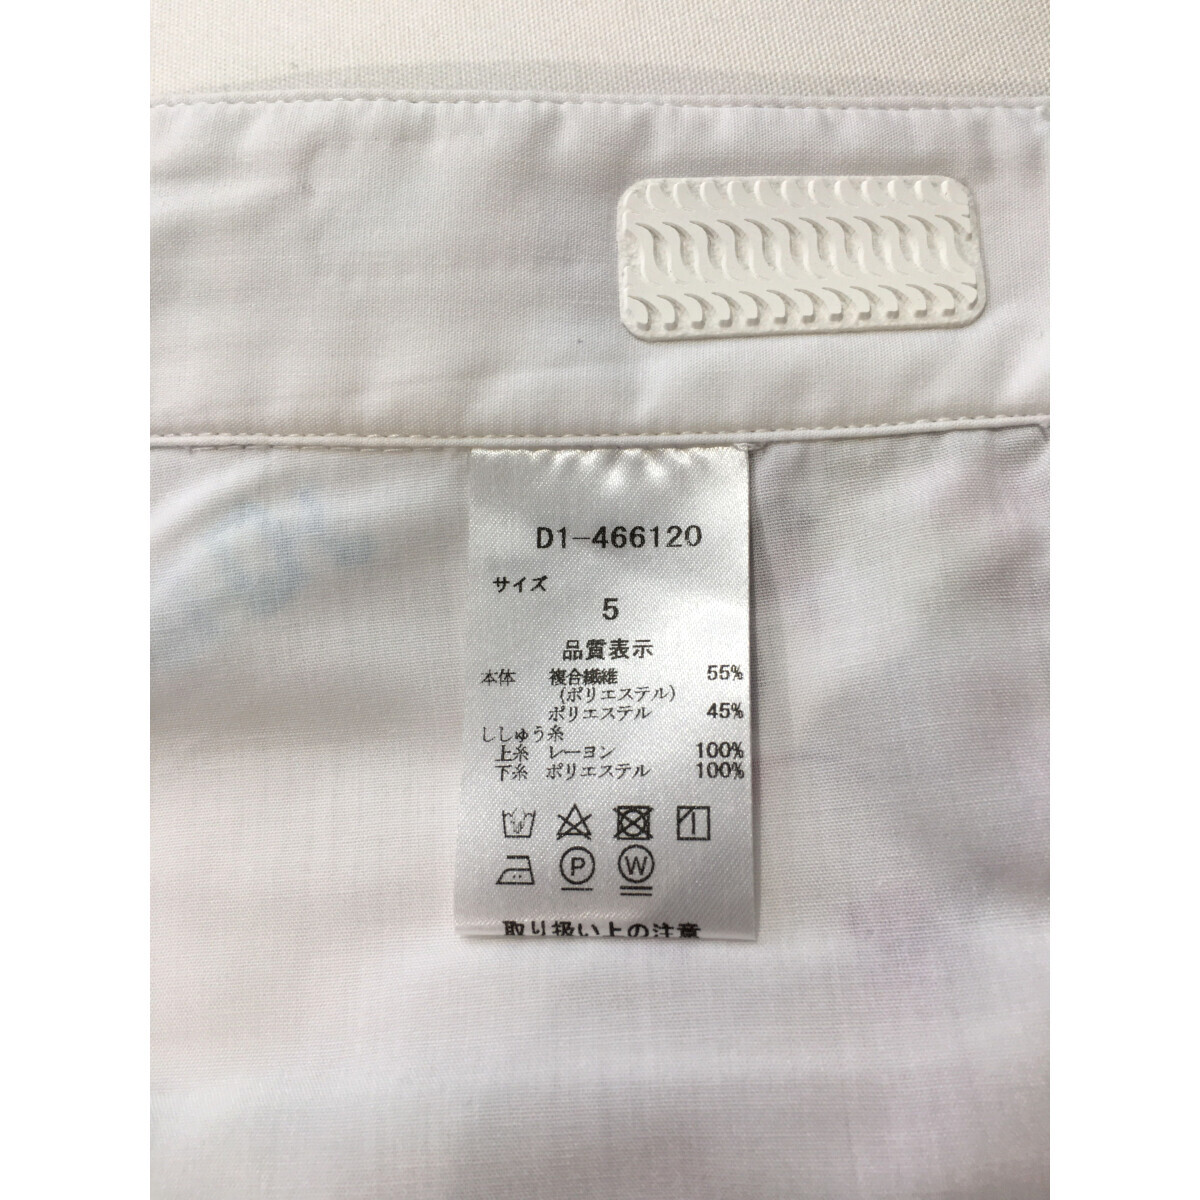 D1-466120
サイズ
5
品質表示
本体 複合繊維 55%
(ポリエステル)
ポリエステル 45%
ししゅう糸
上糸 レーヨン 100%
下糸 ポリエステル 100%
P W
取り扱い上の注意